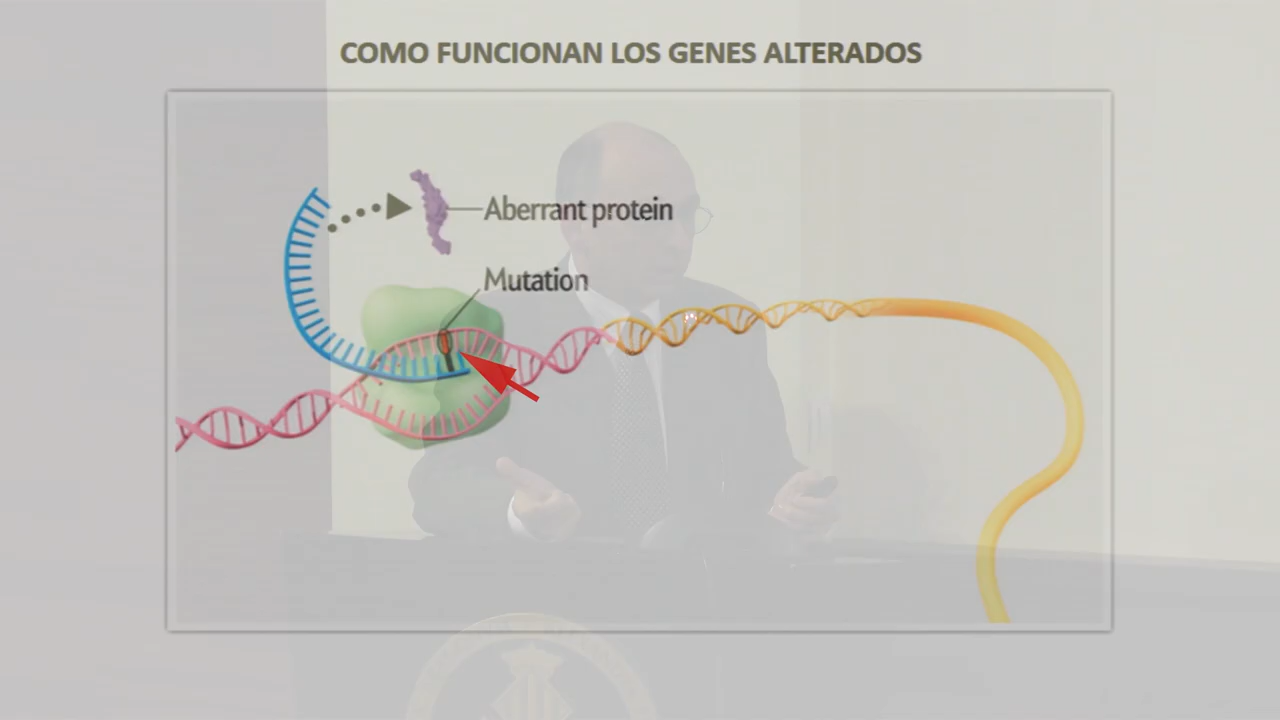 COMO FUNCIONAN LOS GENES ALTERADOS
Aberrant protein
Mutation